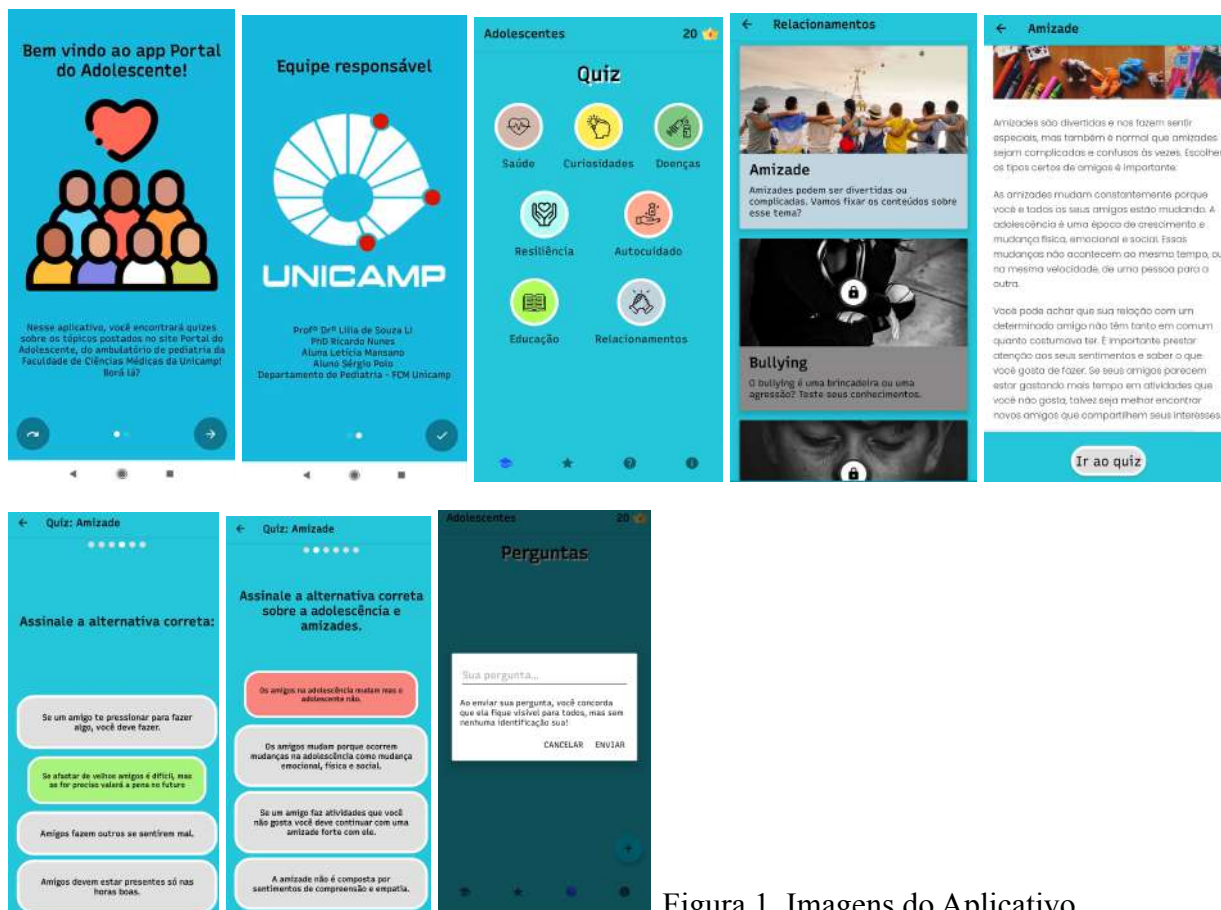 Bem vindo ao app Portal
do Adolescente!
Nesse aplicativo, você encontrará quizes
sobre os tópicos postados no site Portal do
Adolescente, do ambulatório de pediatria da
Faculdade de Ciências Médicas da Unicamp!
Borá lá?
Equipe responsável
UNICAMP
Profª Drª Lilia de Souza Li
PhD Ricardo Nunes
Aluna Letícia Mansano
Aluno Sérgio Polo
Departamento de Pediatria - FCM Unicamp
Adolescentes 20
Quiz
Saúde Curiosidades Doenças
Resiliência Autocuidado
Educação Relacionamentos
Relacionamentos
Amizade
Amizades podem ser divertidas ou
complicadas. Vamos fixar os conteúdos sobre
esse tema?
Bullying
O bullying é uma brincadeira ou uma
agressão? Teste seus conhecimentos.
Amizade
Amizades são divertidas e nos fazem sentir
especiais, mas também é normal que amizades
sejam complicadas e confusas às vezes. Escolher
os tipos certos de amigos é importante.
As amizades mudam constantemente porque
você e todos os seus amigos estão mudando. A
adolescência é uma época de crescimento e
mudança física, emocional e social. Essas
mudanças não acontecem ao mesmo tempo, ou
na mesma velocidade, de uma pessoa para a
outra.
Você pode achar que sua relação com um
determinado amigo não têm tanto em comum
quanto costumava ter. É importante prestar
atenção aos seus sentimentos e saber o que
você gosta de fazer. Se seus amigos parecem
estar gastando mais tempo em atividades que
você não gosta, talvez seja melhor encontrar
novos amigos que compartilhem seus interesses.
Ir ao quiz
Quiz: Amizade
Assinale a alternativa correta:
Se um amigo te pressionar para fazer
algo, você deve fazer.
Se afastar de velhos amigos é difícil, mas
se for preciso valerá a pena no futuro
Amigos fazem outros se sentirem mal.
Amigos devem estar presentes só nas
horas boas.
Quiz: Amizade
Assinale a alternativa correta
sobre a adolescência e
amizades.
Os amigos na adolescência mudam mas o
adolescente não.
Os amigos mudam porque ocorrem
mudanças na adolescência como mudança
emocional, física e social.
Se um amigo faz atividades que você
não gosta você deve continuar com uma
amizade forte com ele.
A amizade não é composta por
sentimentos de compreensão e empatia.
Adolescentes 20
Perguntas
Sua pergunta...
Ao enviar sua pergunta, você concorda
que ela fique visível para todos, mas sem
nenhuma identificação sua!
CANCELAR ENVIAR
Figura 1. Imagens do Aplicativo